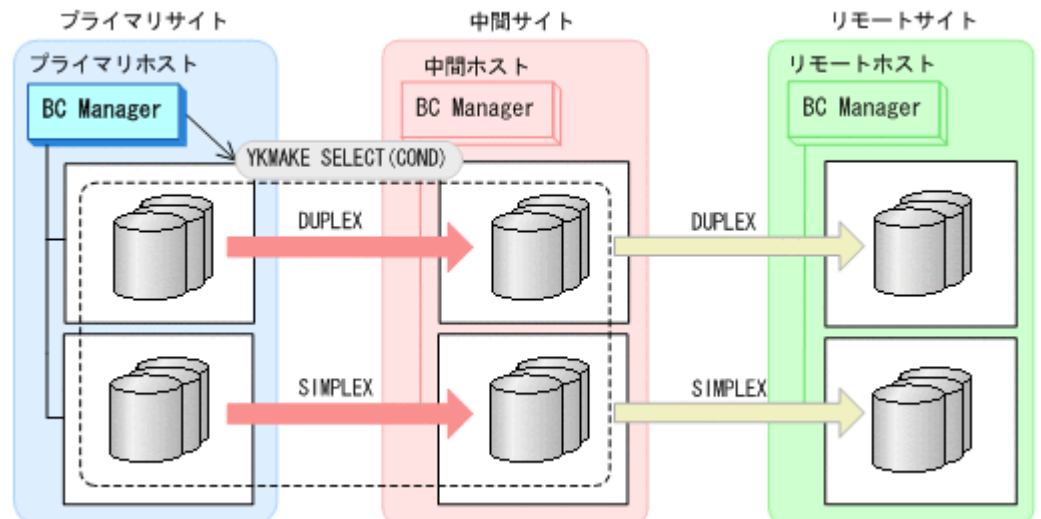 プライマリサイト
中間サイト
リモートサイト
プライマリホスト
中間ホスト
リモートホスト
BC Manager
BC Manager
BC Manager
YKMAKE SELECT(COND)
DUPLEX
DUPLEX
SIMPLEX
SIMPLEX